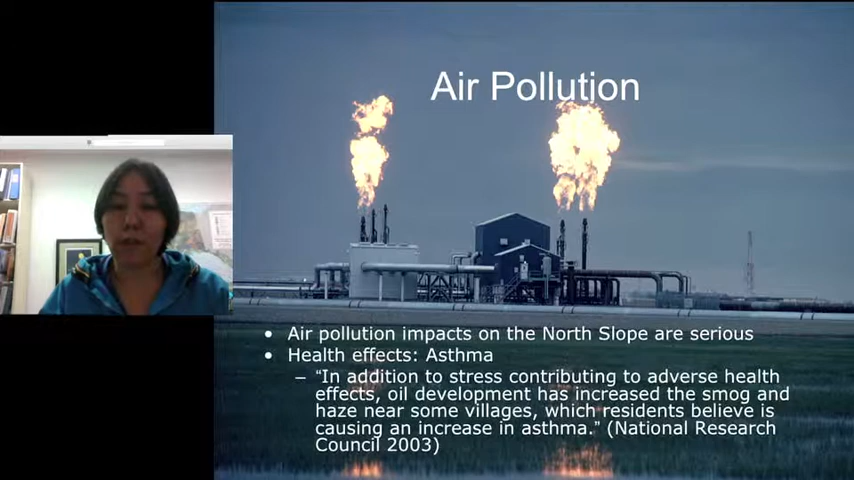 Air Pollution
• Air pollution impacts on the North Slope are serious
• Health effects: Asthma
– “In addition to stress contributing to adverse health
effects, oil development has increased the smog and
haze near some villages, which residents believe is
causing an increase in asthma.” (National Research
Council 2003)